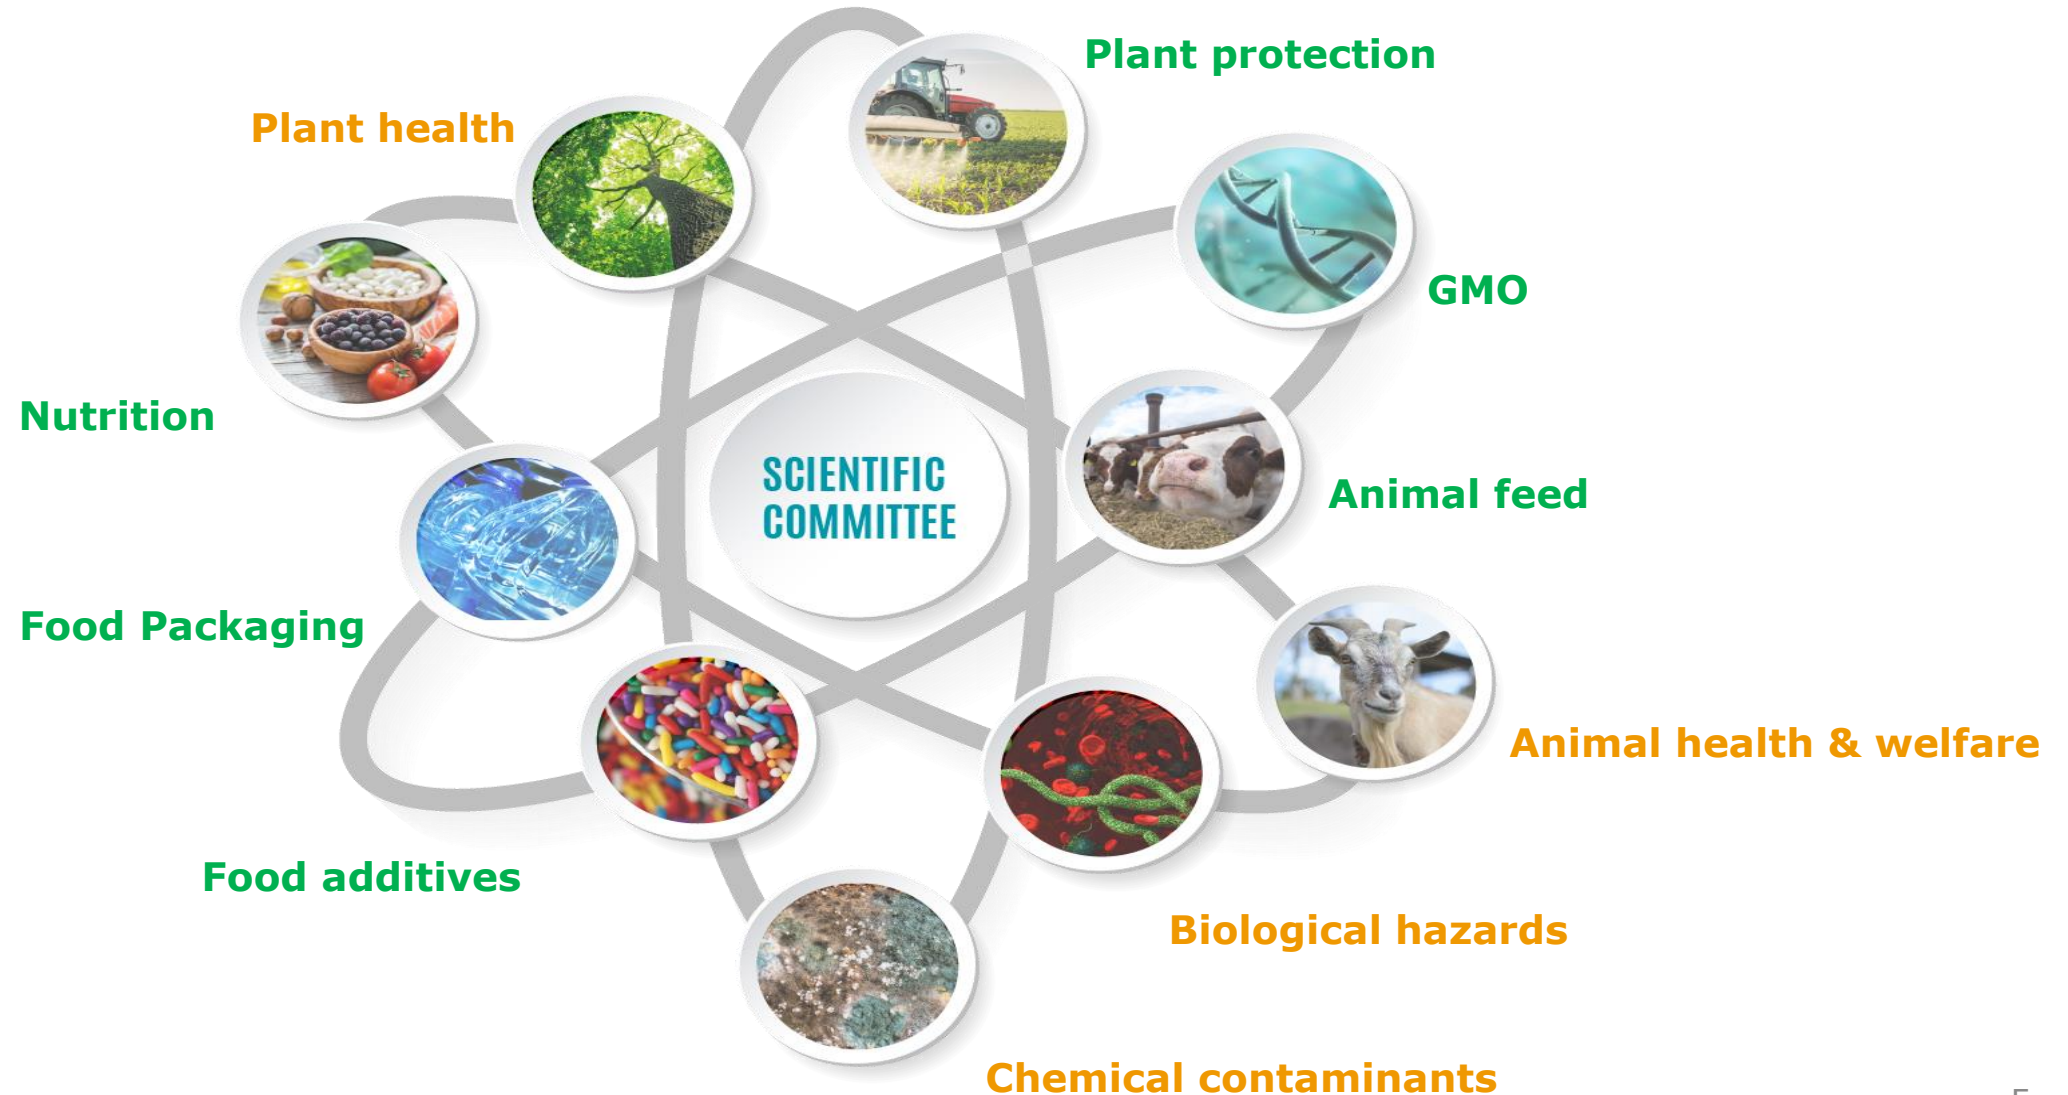 Plant protection
Plant health
GMO
Nutrition
SCIENTIFIC
COMMITTEE
Animal feed
Food Packaging
Animal health & welfare
Food additives
Biological hazards
Chemical contaminants